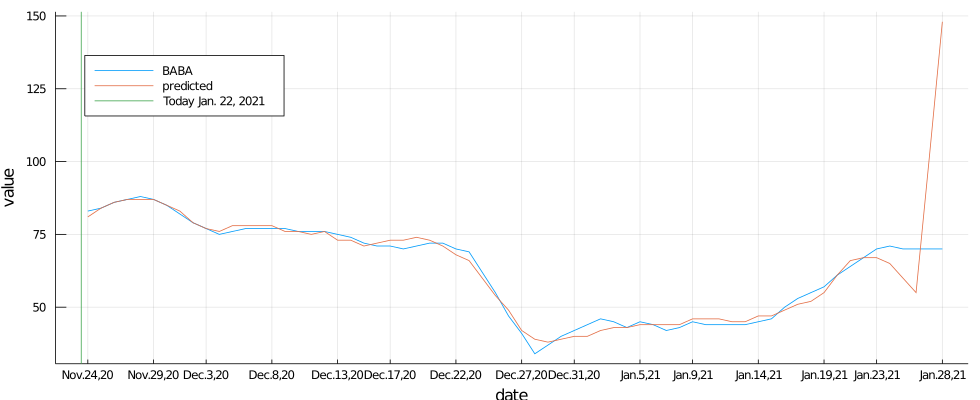 150
125
100
75
50
value
BABA
predicted
Today Jan. 22, 2021
Nov.24,20 Nov.29,20 Dec.3,20 Dec.8,20 Dec.13,20 Dec.17,20 Dec.22,20 Dec.27,20 Dec.31,20 Jan.5,21 Jan.9,21 Jan.14,21 Jan.19,21 Jan.23,21 Jan.28,21
date